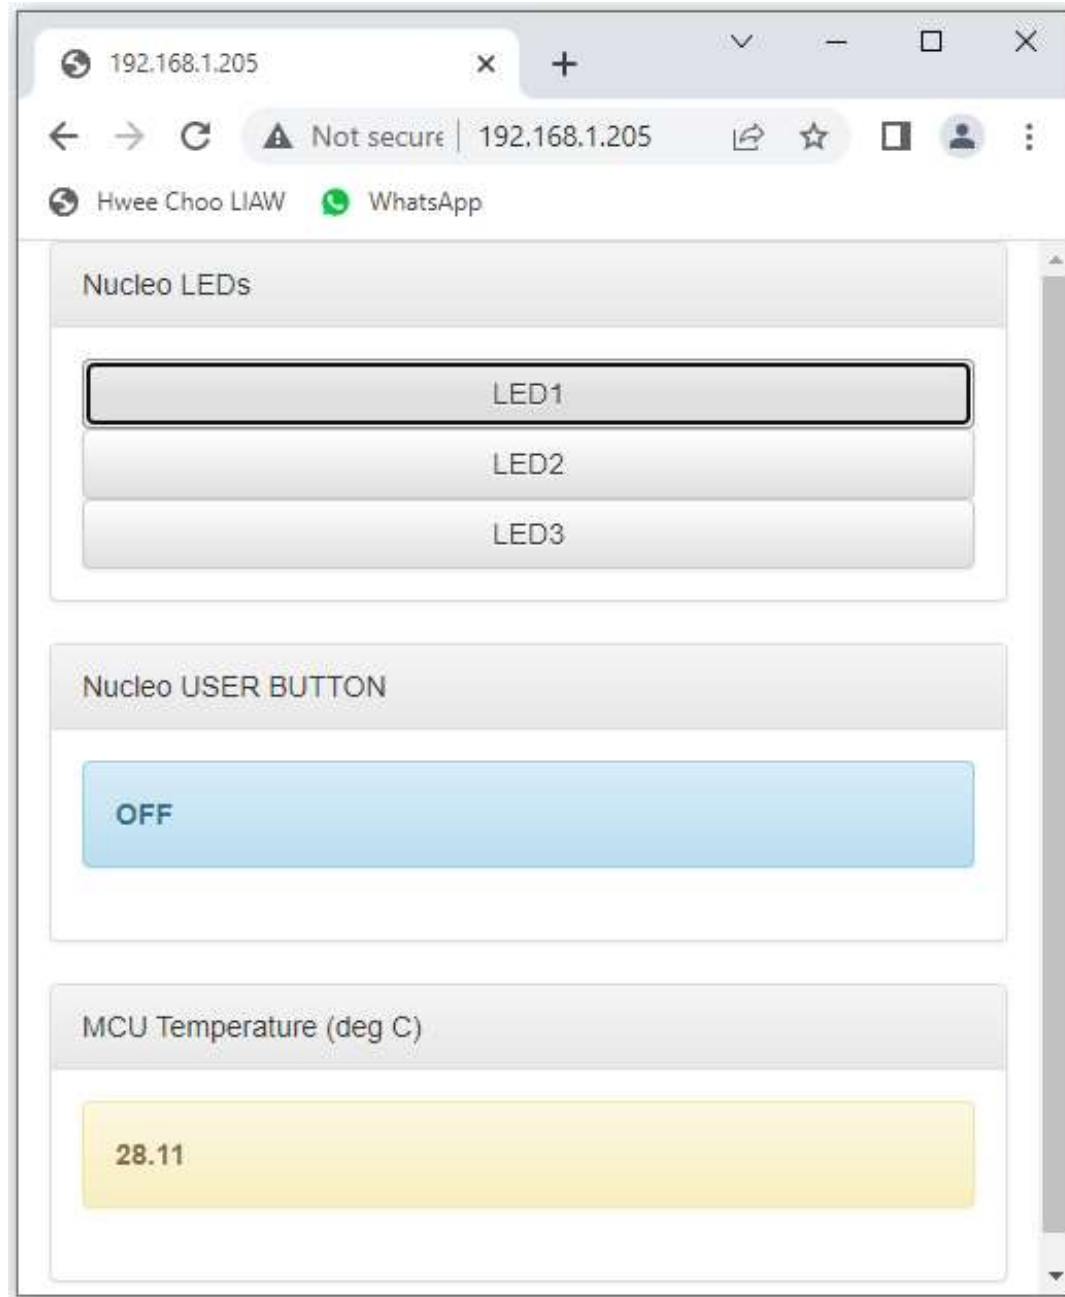 192.168.1.205
Not secure 192.168.1.205
Hwee Choo LIAW WhatsApp
Nucleo LEDs
LED1
LED2
LED3
Nucleo USER BUTTON
OFF
MCU Temperature (deg C)
28.11